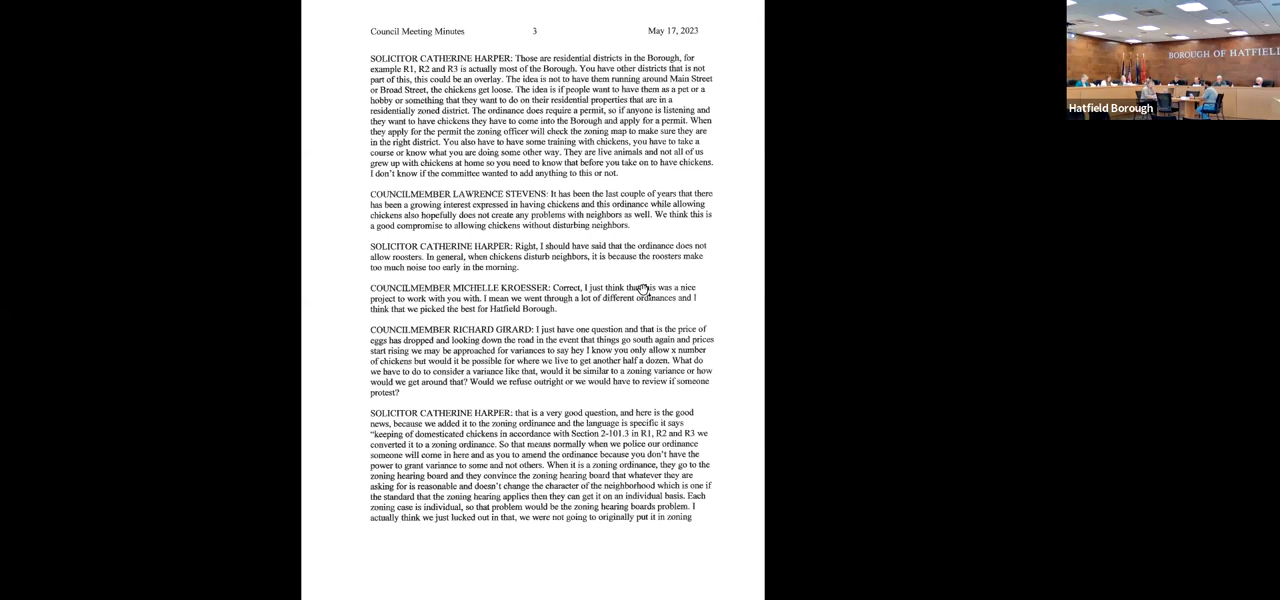 Council Meeting Minutes 3 May 17, 2023
SOLICITOR CATHERINE HARPER: Those are residential districts in the Borough, for
example R1, R2 and R3 is actually most of the Borough. You have other districts that is not
part of this, this could be an overlay. The idea is not to have them running around Main Street
or Broad Street, the chickens get loose. The idea is if people want to have them as a pet or a
hobby or something that they want to do on their residential properties that are in a
residentially zoned district. The ordinance does require a permit, so if anyone is listening and
they want to have chickens they have to come into the Borough and apply for a permit. When
they apply for the permit the zoning officer will check the zoning map to make sure they are
in the right district. You also have to have some training with chickens, you have to take a
course or know what you are doing some other way. They are live animals and not all of us
grew up with chickens at home so you need to know that before you take on to have chickens.
I don't know if the committee wanted to add anything to this or not.
COUNCILMEMBER LAWRENCE STEVENS: It has been the last couple of years that there
has been a growing interest expressed in having chickens and this ordinance while allowing
chickens also hopefully does not create any problems with neighbors as well. We think this is
a good compromise to allowing chickens without disturbing neighbors.
SOLICITOR CATHERINE HARPER: Right, I should have said that the ordinance does not
allow roosters. In general, when chickens disturb neighbors, it is because the roosters make
too much noise too early in the morning.
COUNCILMEMBER MICHELLE KROESSER: Correct, I just think that this was a nice
project to work with you with. I mean we went through a lot of different ordinances and I
think that we picked the best for Hatfield Borough.
COUNCILMEMBER RICHARD GIRARD: I just have one question and that is the price of
eggs has dropped and looking down the road in the event that things go south again and prices
start rising we may be approached for variances to say hey I know you only allow x number
of chickens but would it be possible for where we live to get another half a dozen. What do
we have to do to consider a variance like that, would it be similar to a zoning variance or how
would we get around that? Would we refuse outright or we would have to review if someone
protest?
SOLICITOR CATHERINE HARPER: that is a very good question, and here is the good
news, because we added it to the zoning ordinance and the language is specific it says
"keeping of domesticated chickens in accordance with Section 2-101.3 in R1, R2 and R3 we
converted it to a zoning ordinance. So that means normally when we police our ordinance
someone will come in here and as you to amend the ordinance because you don't have the
power to grant variance to some and not others. When it is a zoning ordinance, they go to the
zoning hearing board and they convince the zoning hearing board that whatever they are
asking for is reasonable and doesn't change the character of the neighborhood which is one if
the standard that the zoning hearing applies then they can get it on an individual basis. Each
zoning case is individual, so that problem would be the zoning hearing boards problem. I
actually think we just lucked out in that, we were not going to originally put it in zoning
BOROUGH OF HATFIEL
Hatfield Borough